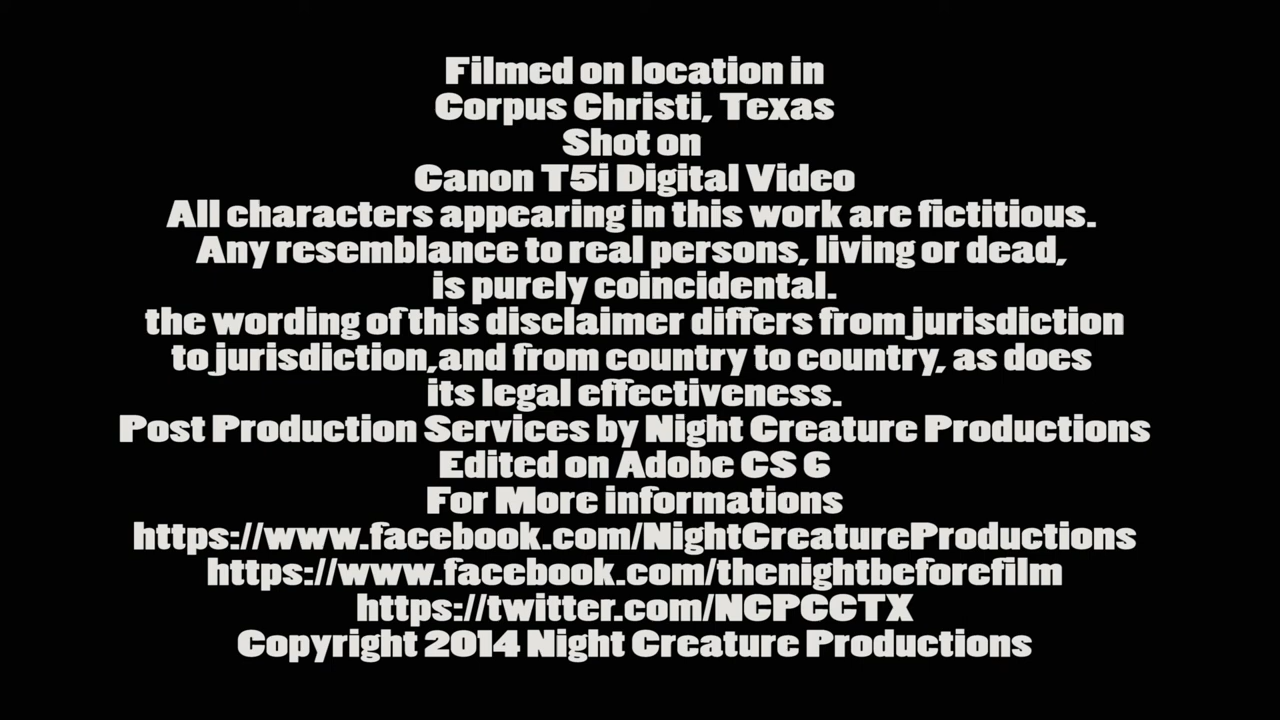 Filmed on location in
Corpus Christi, Texas
Shot on
Canon T5i Digital Video
All characters appearing in this work are fictitious.
Any resemblance to real persons, living or dead,
is purely coincidental.
the wording of this disclaimer differs from jurisdiction
to jurisdiction,and from country to country, as does
its legal effectiveness.
Post Production Services by Night Creature Productions
Edited on Adobe CS 6
For More informations
https://www.facebook.com/NightCreatureProductions
https://www.facebook.com/thenightbeforefilm
https://twitter.com/NCPCCTX
Copyright 2014 Night Creature Productions